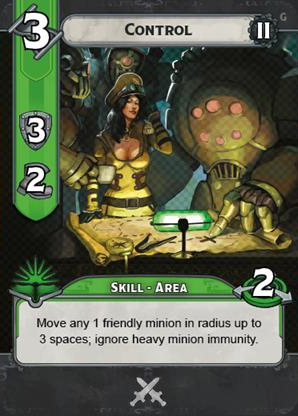 3 CONTROL II
G
3
2
SKILL - AREA
2
Move any 1 friendly minion in radius up to
3 spaces; ignore heavy minion immunity.